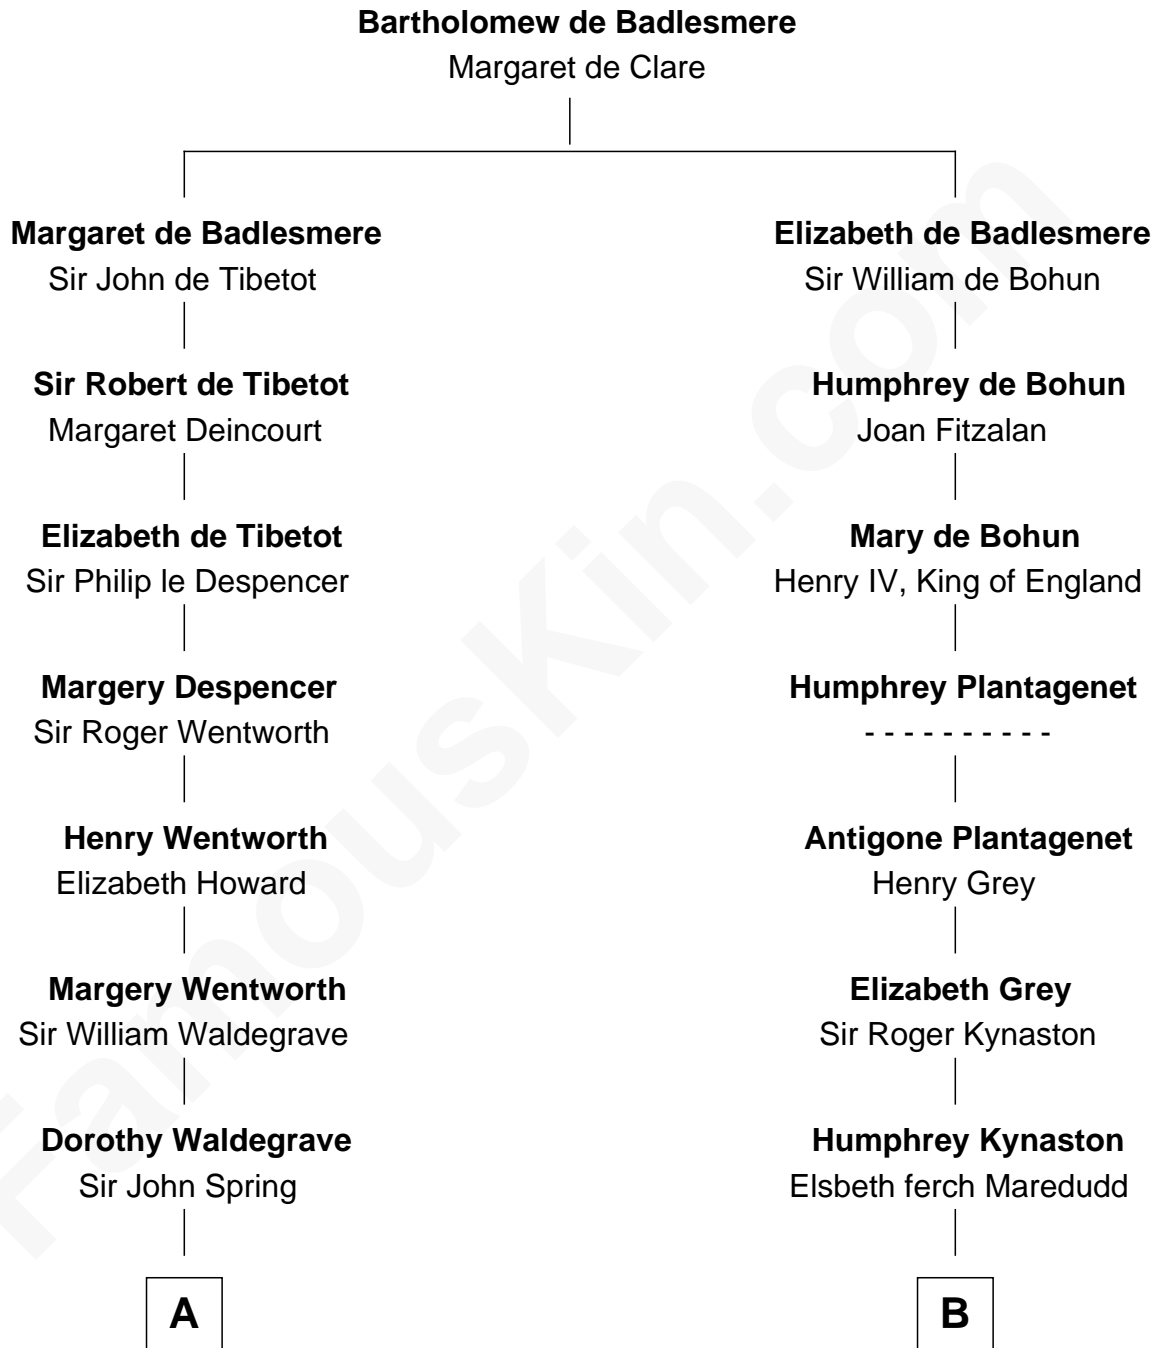 Bartholomew de Badlesmere
Margaret de Clare
Margaret de Badlesmere
Sir John de Tibetot
Elizabeth de Badlesmere
Sir William de Bohun
Sir Robert de Tibetot
Margaret Deincourt
Humphrey de Bohun
Joan Fitzalan
Elizabeth de Tibetot
Sir Philip le Despencer
Mary de Bohun
Henry IV, King of England
Margery Despencer
Sir Roger Wentworth
Humphrey Plantagenet
- - - - - - - - - -
Henry Wentworth
Elizabeth Howard
Antigone Plantagenet
Henry Grey
Margery Wentworth
Sir William Waldegrave
Elizabeth Grey
Sir Roger Kynaston
Dorothy Waldegrave
Sir John Spring
Humphrey Kynaston
Elsbeth ferch Maredudd
A
B
FamousKin.com